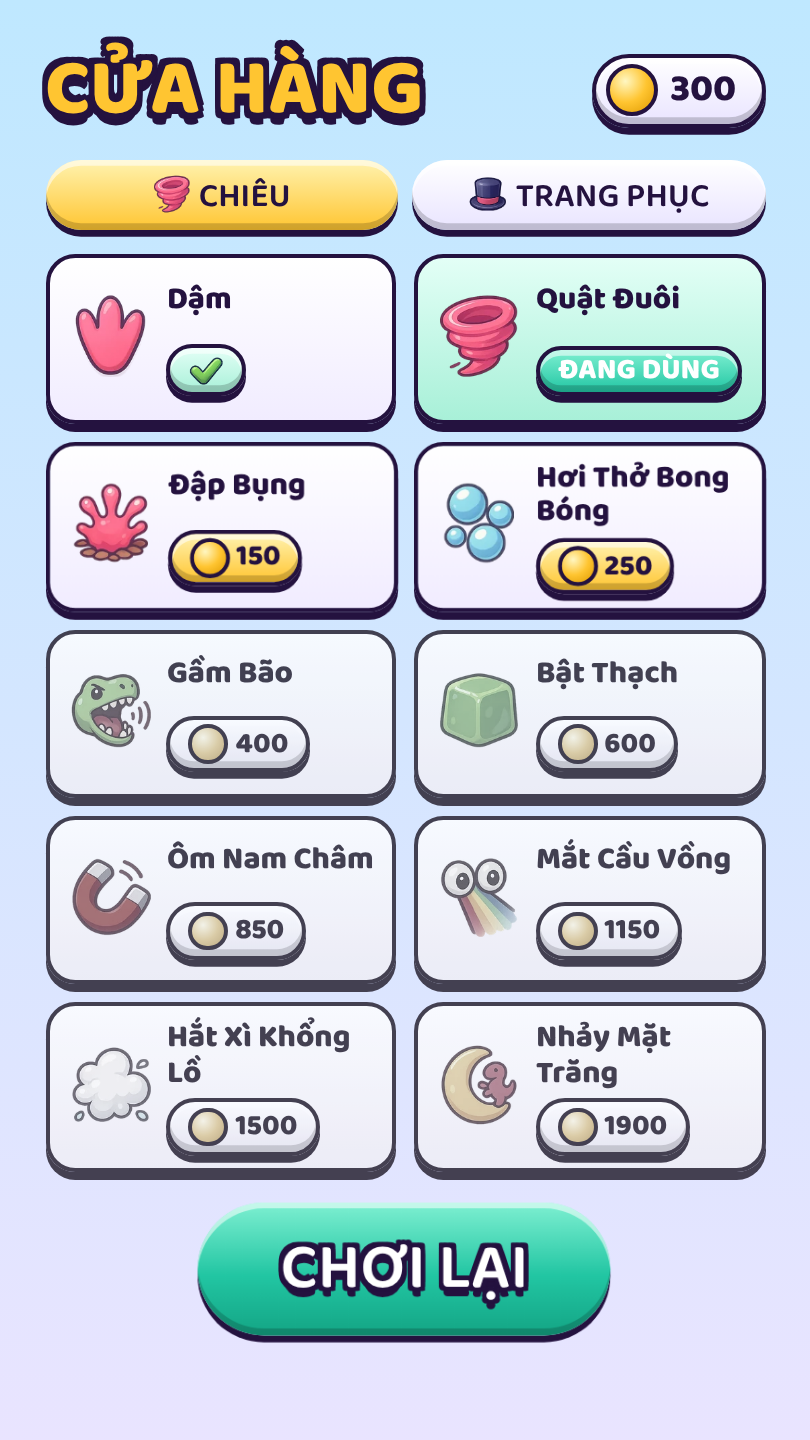 CỬA HÀNG
300
CHIÊU
TRANG PHỤC
Dậm
Quật Đuôi
ĐANG DÙNG
Đập Bụng
150
Hơi Thở Bong
Bóng
250
Gầm Bão
400
Bật Thạch
600
Ôm Nam Châm
850
Mắt Cầu Vồng
1150
Hắt Xì Khổng
Lồ
1500
Nhảy Mặt
Trăng
1900
CHƠI LẠI